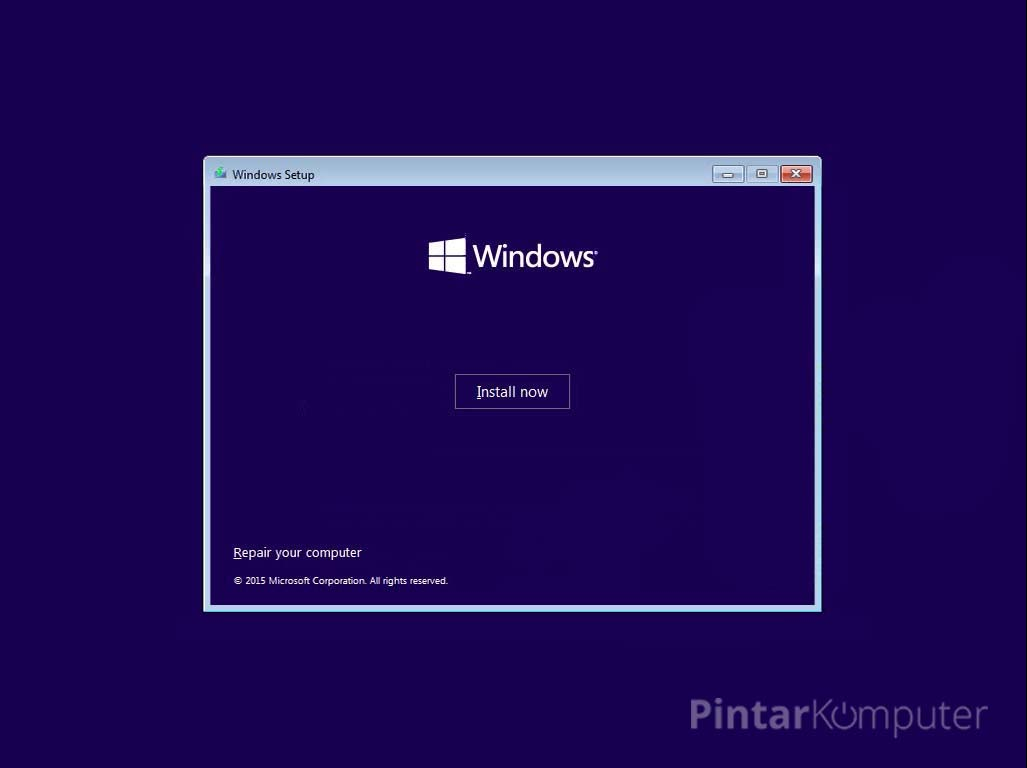 Windows Setup
Windows
Install now
Repair your computer
© 2015 Microsoft Corporation. All rights reserved.
PintarKomputer